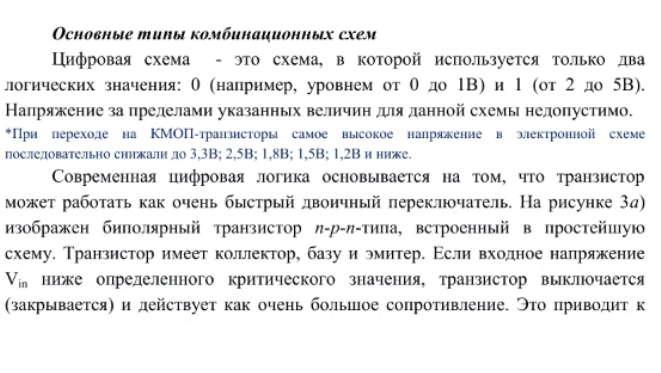 Основные типы комбинационных схем
Цифровая схема - это схема, в которой используется только два
логических значения: 0 (например, уровнем от 0 до 1В) и 1 (от 2 до 5В).
Напряжение за пределами указанных величин для данной схемы недопустимо.
*При переходе на КМОП-транзисторы самое высокое напряжение в электронной схеме
последовательно снижали до 3,3В; 2,5В; 1,8В; 1,5В; 1,2В и ниже.
Современная цифровая логика основывается на том, что транзистор
может работать как очень быстрый двоичный переключатель. На рисунке 3а)
изображен биполярный транзистор n-p-n-типа, встроенный в простейшую
схему. Транзистор имеет коллектор, базу и эмитер. Если входное напряжение
Vin ниже определенного критического значения, транзистор выключается
(закрывается) и действует как очень большое сопротивление. Это приводит к